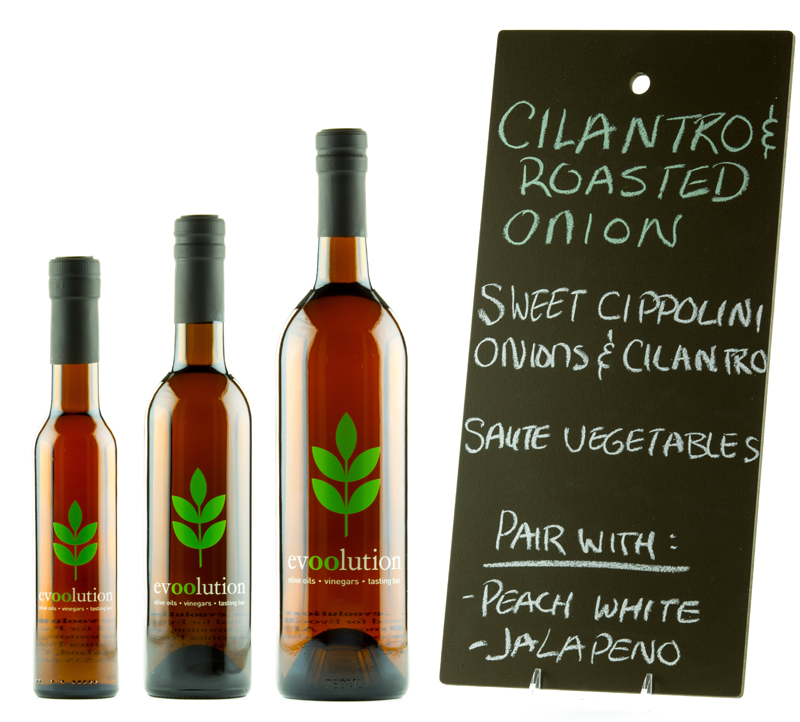 evoolution
olive oils • vinegars • tasting bar
evoolution
olive oils • vinegars • tasting bar
evoolution
olive oils • vinegars • tasting bar
CILANTRO &
ROASTED
ONION
SWEET CIPPOLINI
ONIONS & CILANTRO
SAUTE VEGETABLES
PAIR WITH:
- PEACH WHITE
- JALAPENO